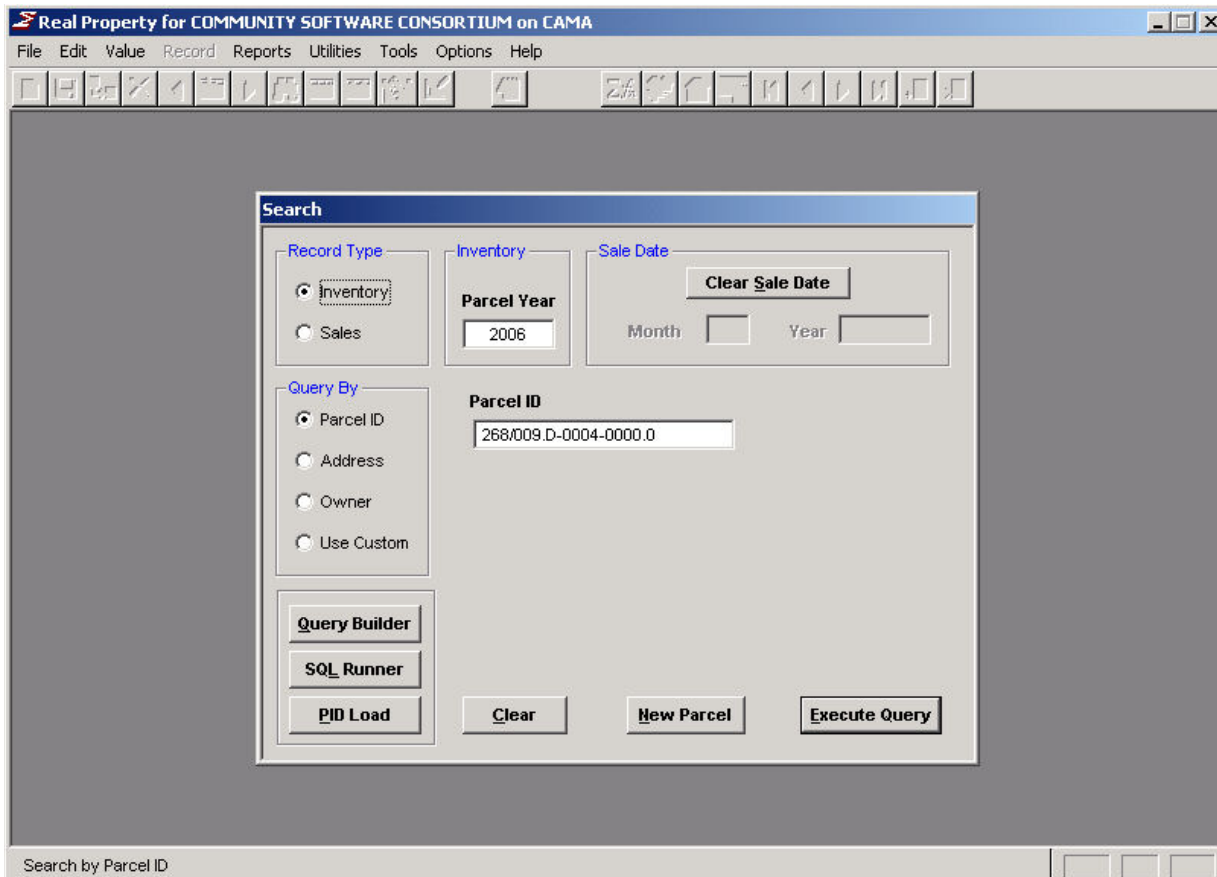 Real Property for COMMUNITY SOFTWARE CONSORTIUM on CAMA
File Edit Value Record Reports Utilities Tools Options Help
Search
Record Type
Inventory
Sales
Inventory
Parcel Year
2006
Sale Date
Clear Sale Date
Month Year
Query By
Parcel ID
Address
Owner
Use Custom
Parcel ID
268/009.D-0004-0000.0
Query Builder
SQL Runner
PID Load
Clear
New Parcel
Execute Query
Search by Parcel ID